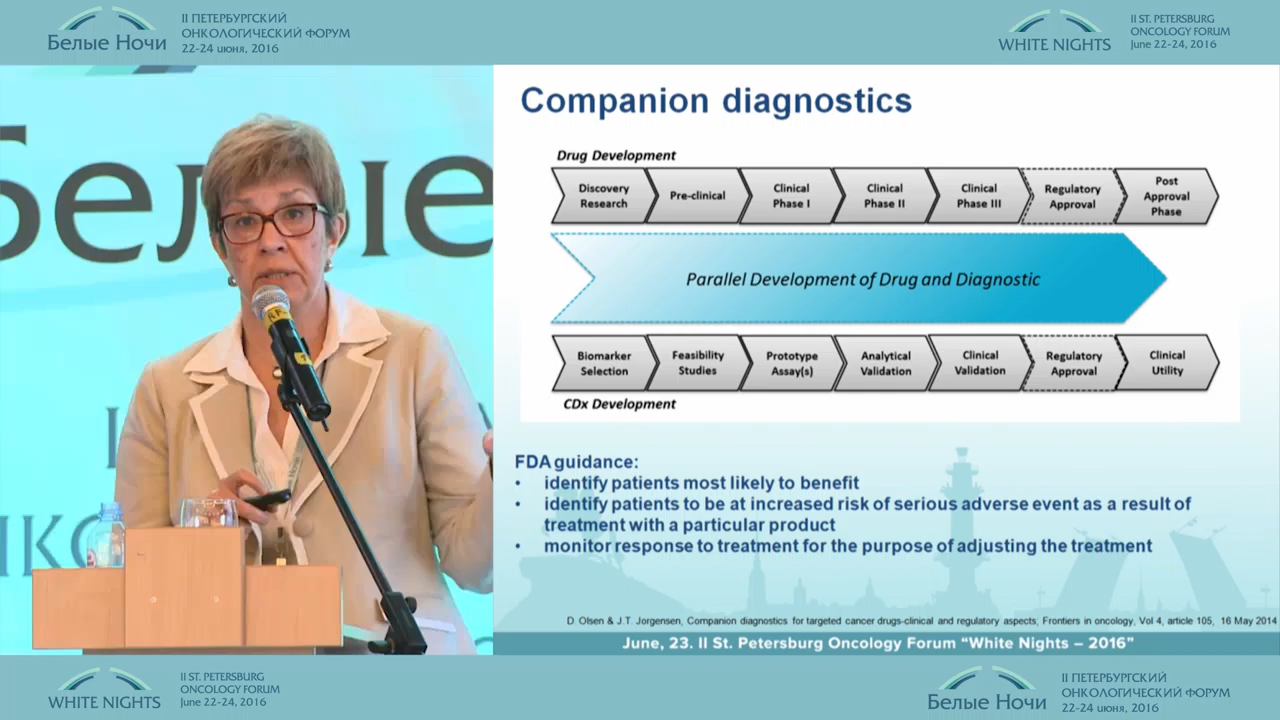 II ПЕТЕРБУРГСКИЙ
ОНКОЛОГИЧЕСКИЙ ФОРУМ
Белые Ночи
22-24 июня, 2016
II ST. PETERSBURG
ONCOLOGY FORUM
WHITE NIGHTS
June 22-24, 2016
Companion diagnostics
Drug Development
Discovery
Research
Pre-clinical
Clinical
Phase I
Clinical
Phase II
Clinical
Phase III
Regulatory
Approval
Post
Approval
Phase
Parallel Development of Drug and Diagnostic
Biomarker
Selection
Feasibility
Studies
Prototype
Assay(s)
Analytical
Validation
Clinical
Validation
Regulatory
Approval
Clinical
Utility
CDx Development
FDA guidance:
• identify patients most likely to benefit
• identify patients to be at increased risk of serious adverse event as a result of
treatment with a particular product
• monitor response to treatment for the purpose of adjusting the treatment
D. Olsen & J.T. Jorgensen, Companion diagnostics for targeted cancer drugs-clinical and regulatory aspects; Frontiers in oncology, Vol 4, article 105, 16 May 2014
June, 23. II St. Petersburg Oncology Forum “White Nights – 2016”
II ST. PETERSBURG
ONCOLOGY FORUM
WHITE NIGHTS
June 22-24, 2016
II ПЕТЕРБУРГСКИЙ
ОНКОЛОГИЧЕСКИЙ ФОРУМ
Белые Ночи
22-24 июня, 2016